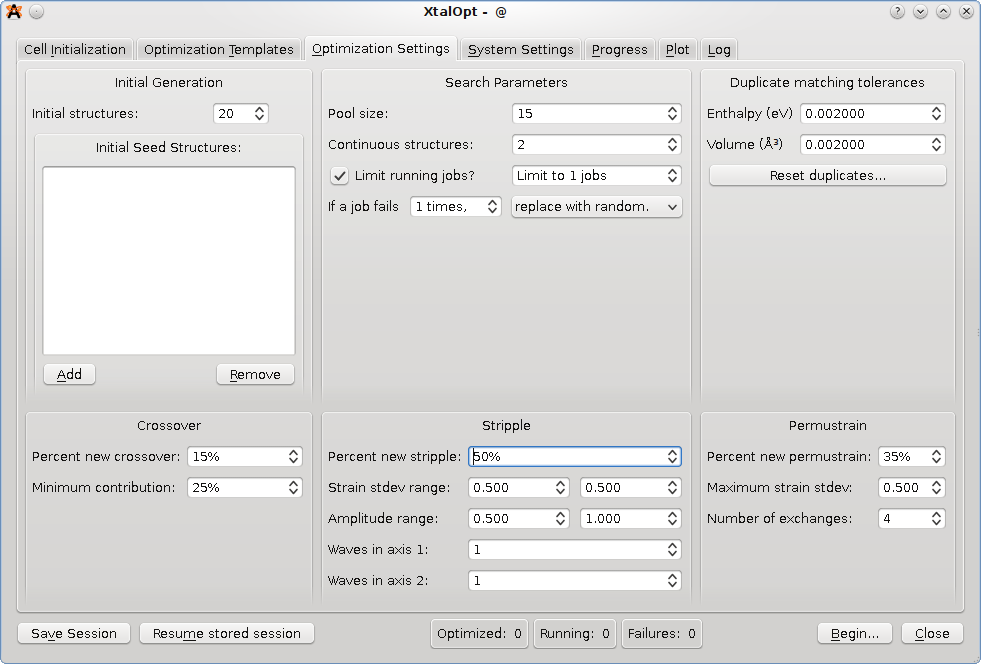 XtalOpt - @
Cell Initialization
Optimization Templates
Optimization Settings
System Settings
Progress
Plot
Log
Initial Generation
Initial structures: 20
Initial Seed Structures:
Add
Remove
Search Parameters
Pool size: 15
Continuous structures: 2
Limit running jobs? Limit to 1 jobs
If a job fails 1 times, replace with random.
Duplicate matching tolerances
Enthalpy (eV) 0.002000
Volume (Å³) 0.002000
Reset duplicates...
Crossover
Percent new crossover: 15%
Minimum contribution: 25%
Stripple
Percent new stripple: 50%
Strain stdev range: 0.500 0.500
Amplitude range: 0.500 1.000
Waves in axis 1: 1
Waves in axis 2: 1
Permustrain
Percent new permustrain: 35%
Maximum strain stdev: 0.500
Number of exchanges: 4
Save Session
Resume stored session
Optimized: 0
Running: 0
Failures: 0
Begin...
Close